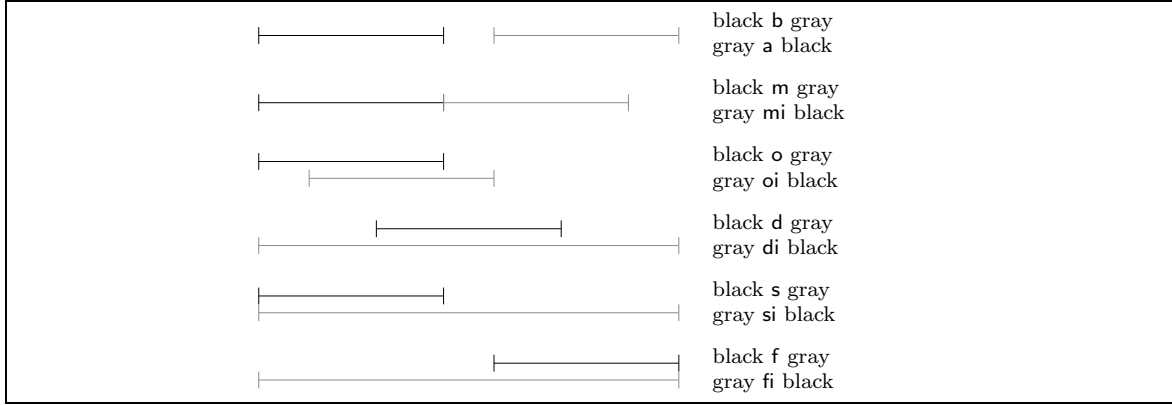 black b gray
gray a black
black m gray
gray mi black
black o gray
gray oi black
black d gray
gray di black
black s gray
gray si black
black f gray
gray fi black